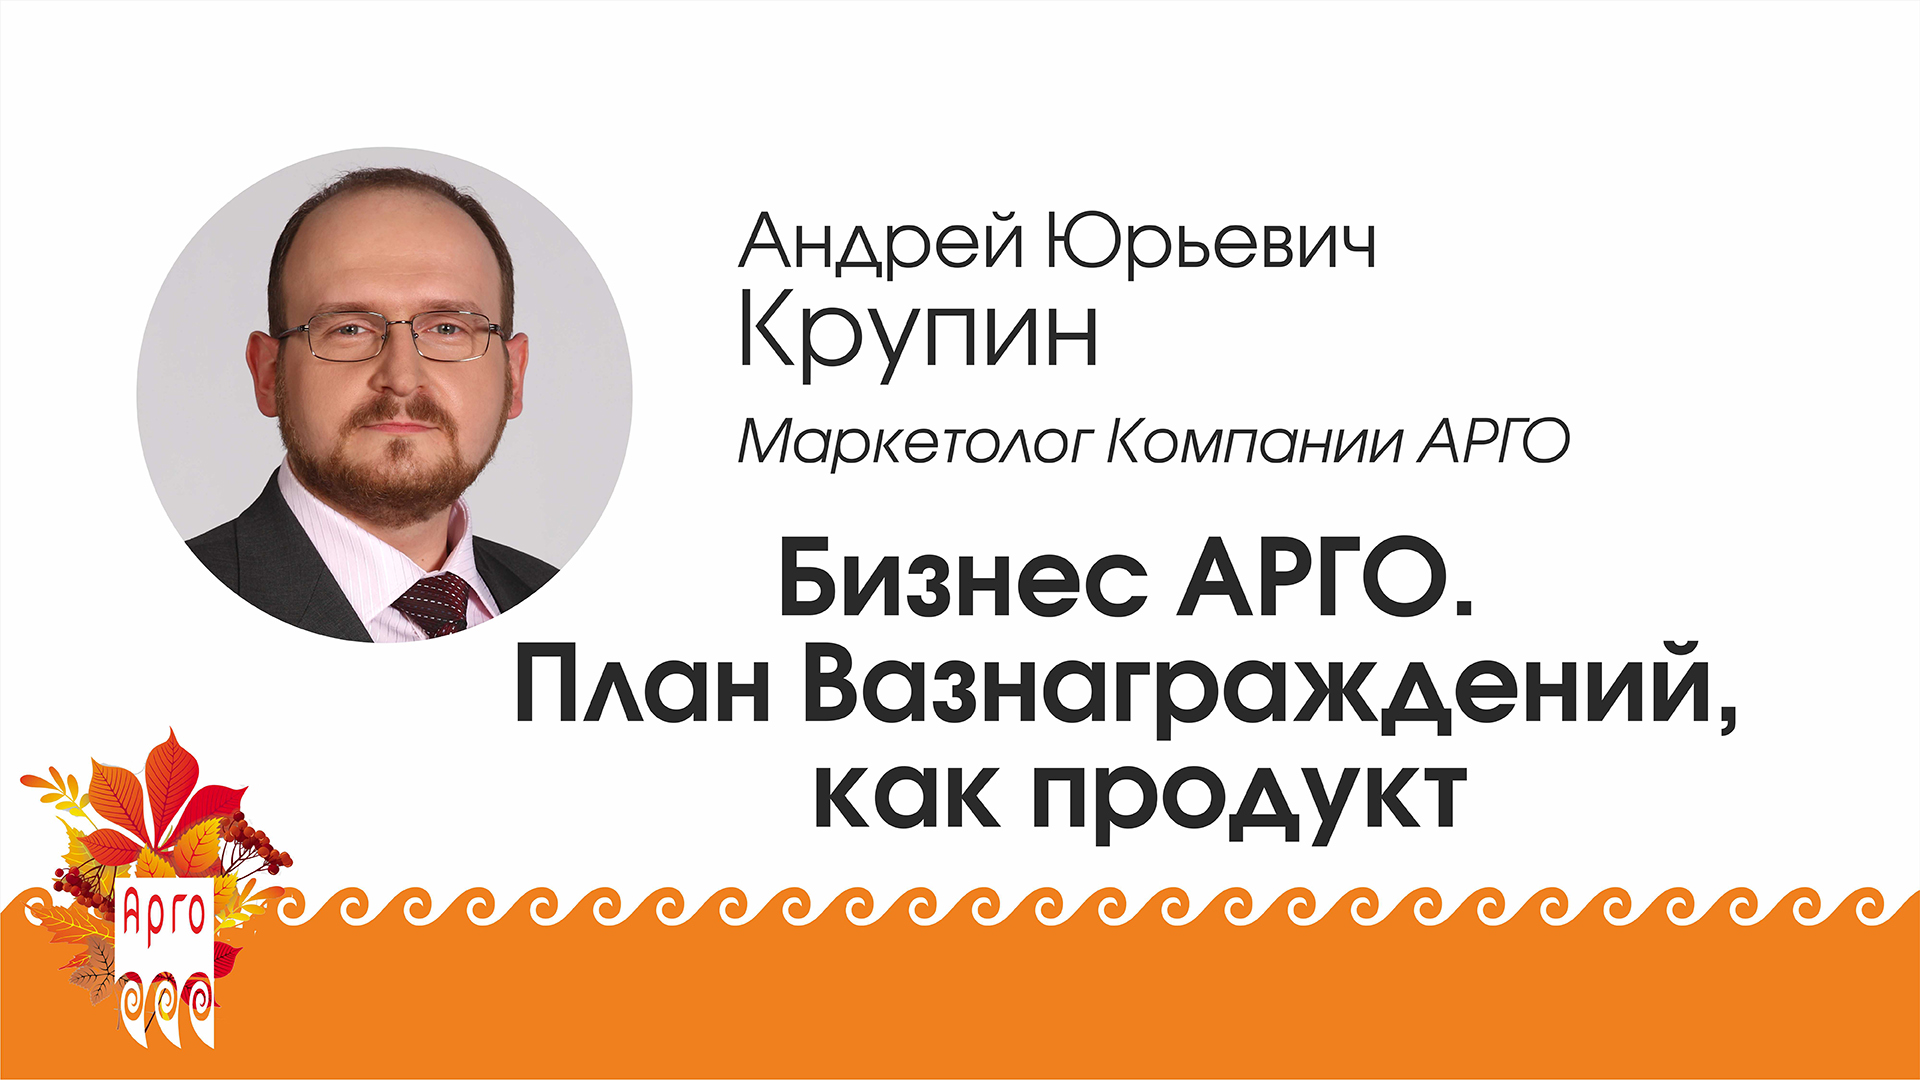 Андрей Юрьевич
Крупин
Маркетолог Компании АРГО
Бизнес АРГО.
План Вазнаграждений,
как продукт
Арго